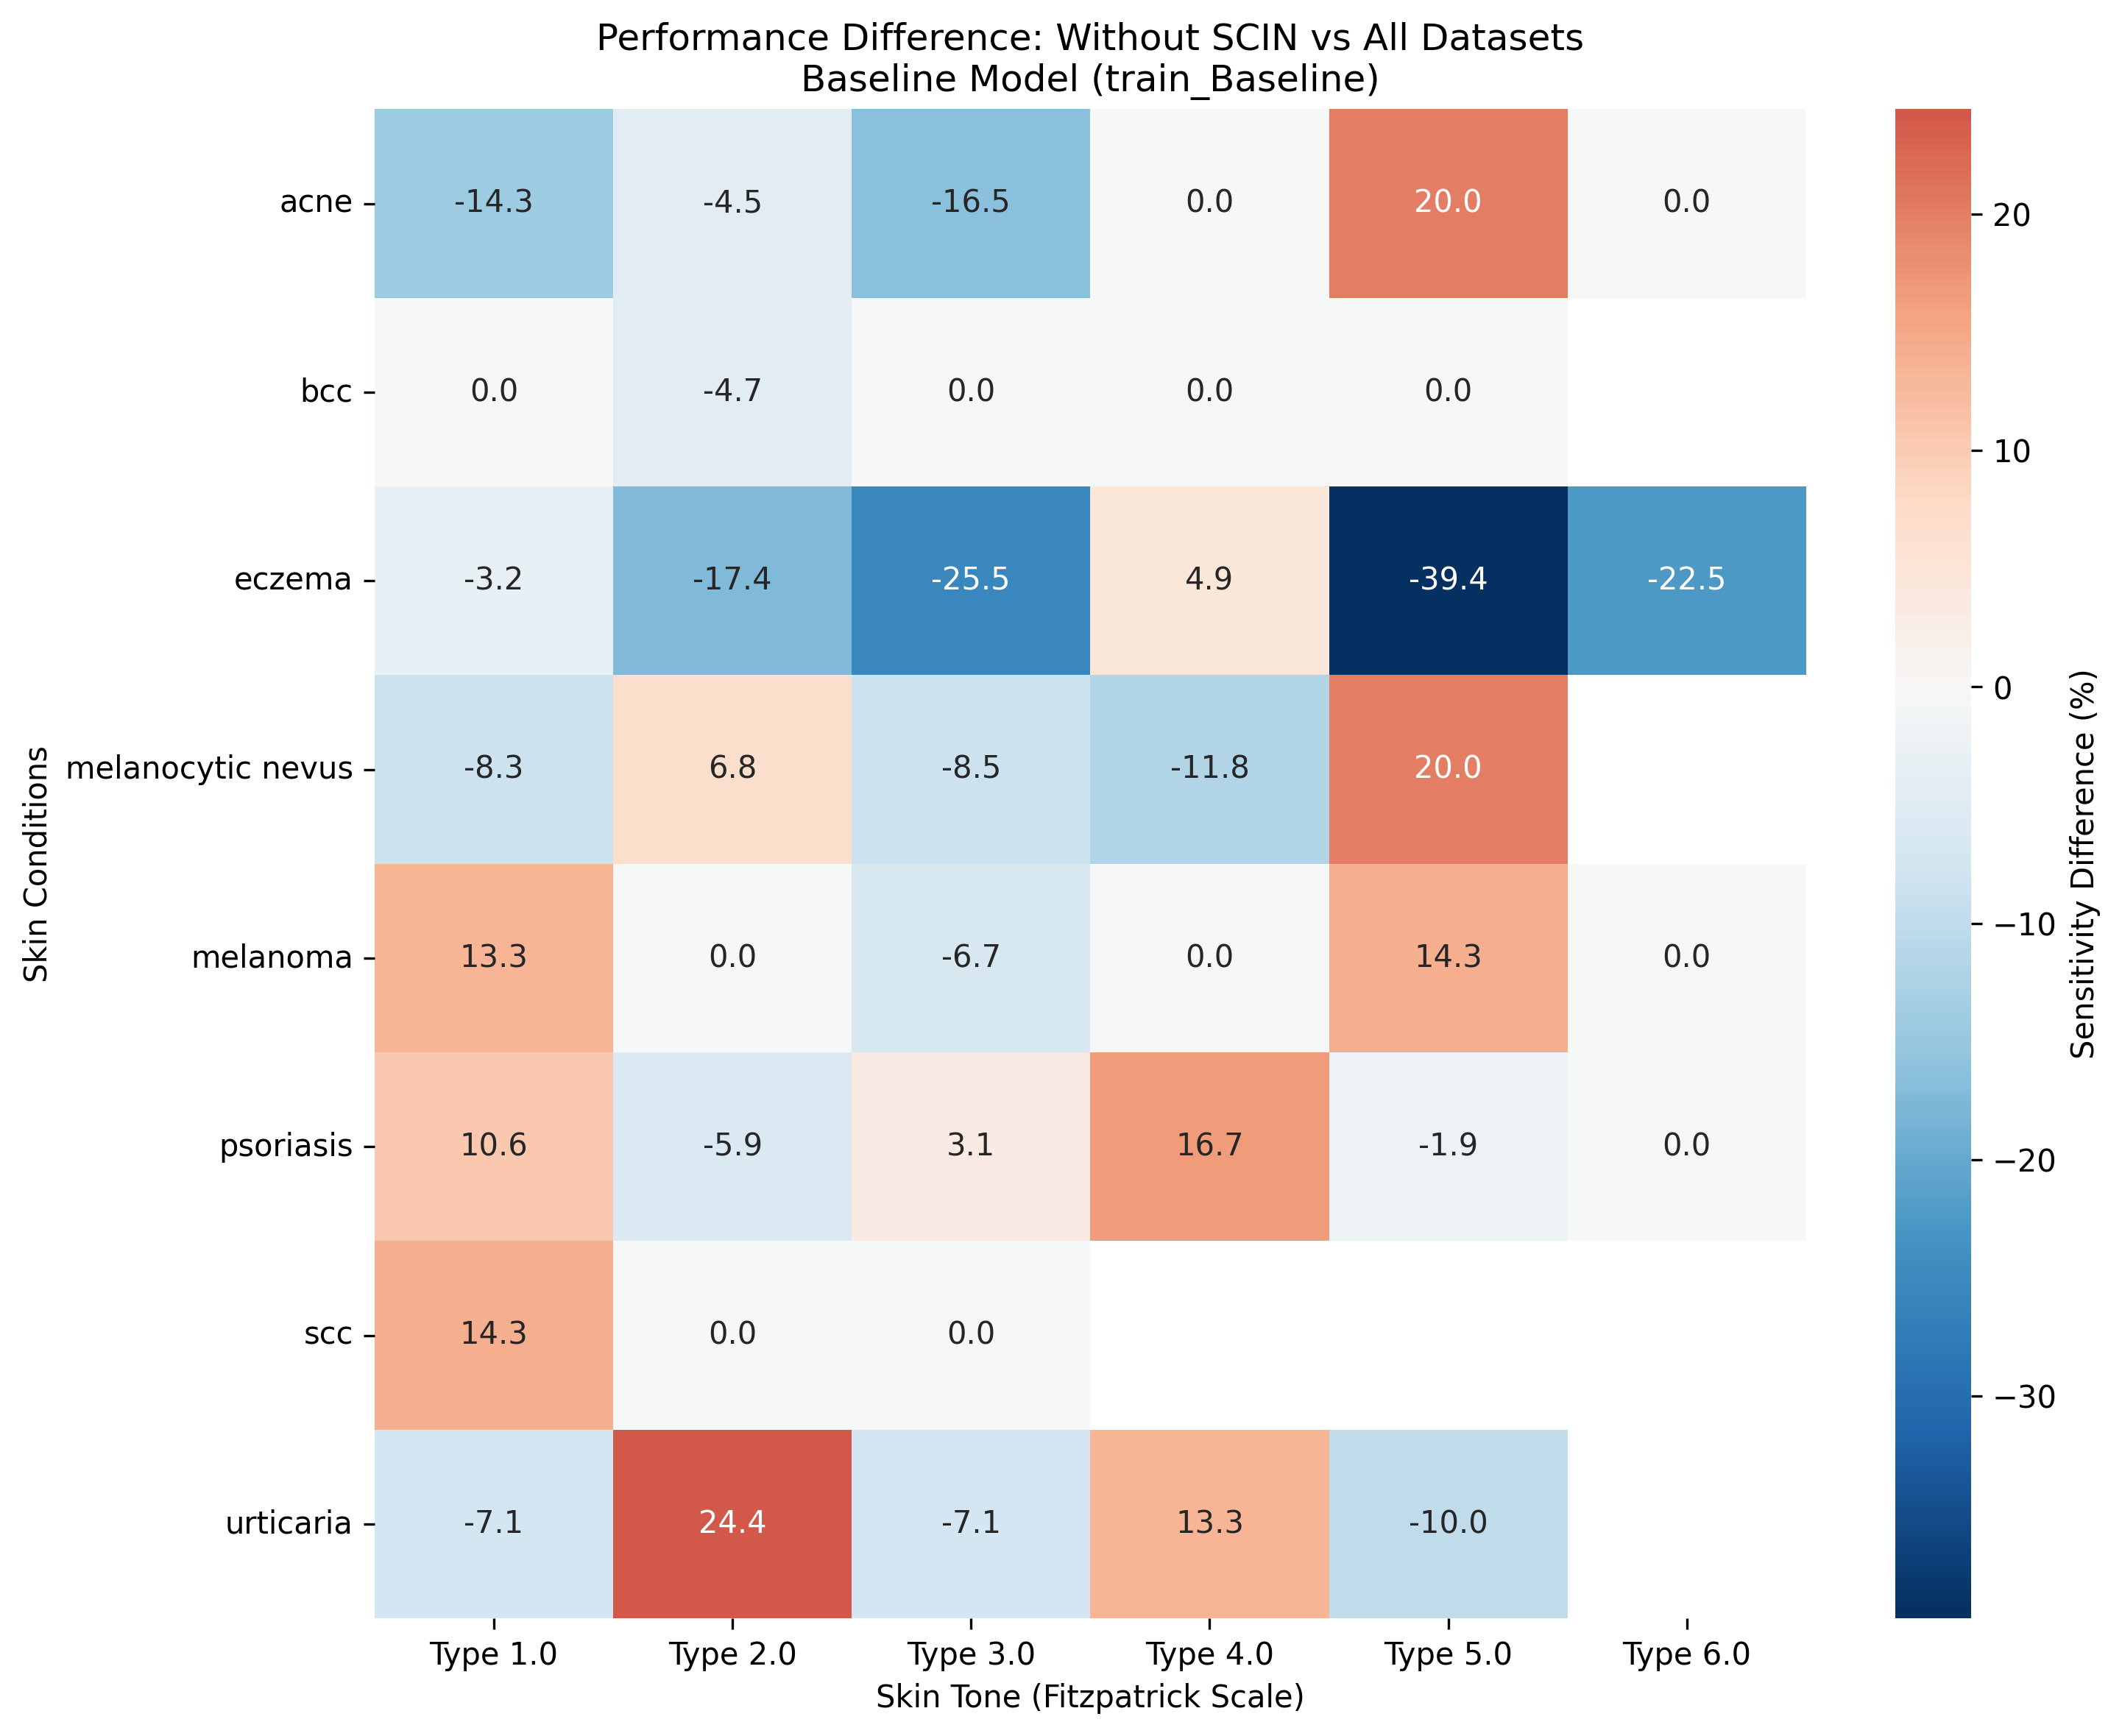 Performance Difference: Without SCIN vs All Datasets
Baseline Model (train_Baseline)
Skin Conditions
acne -14.3 -4.5 -16.5 0.0 20.0 0.0
bcc 0.0 -4.7 0.0 0.0 0.0
eczema -3.2 -17.4 -25.5 4.9 -39.4 -22.5
melanocytic nevus -8.3 6.8 -8.5 -11.8 20.0
melanoma 13.3 0.0 -6.7 0.0 14.3 0.0
psoriasis 10.6 -5.9 3.1 16.7 -1.9 0.0
scc 14.3 0.0 0.0
urticaria -7.1 24.4 -7.1 13.3 -10.0
Type 1.0 Type 2.0 Type 3.0 Type 4.0 Type 5.0 Type 6.0
Skin Tone (Fitzpatrick Scale)
20
10
0
−10
−20
−30
Sensitivity Difference (%)